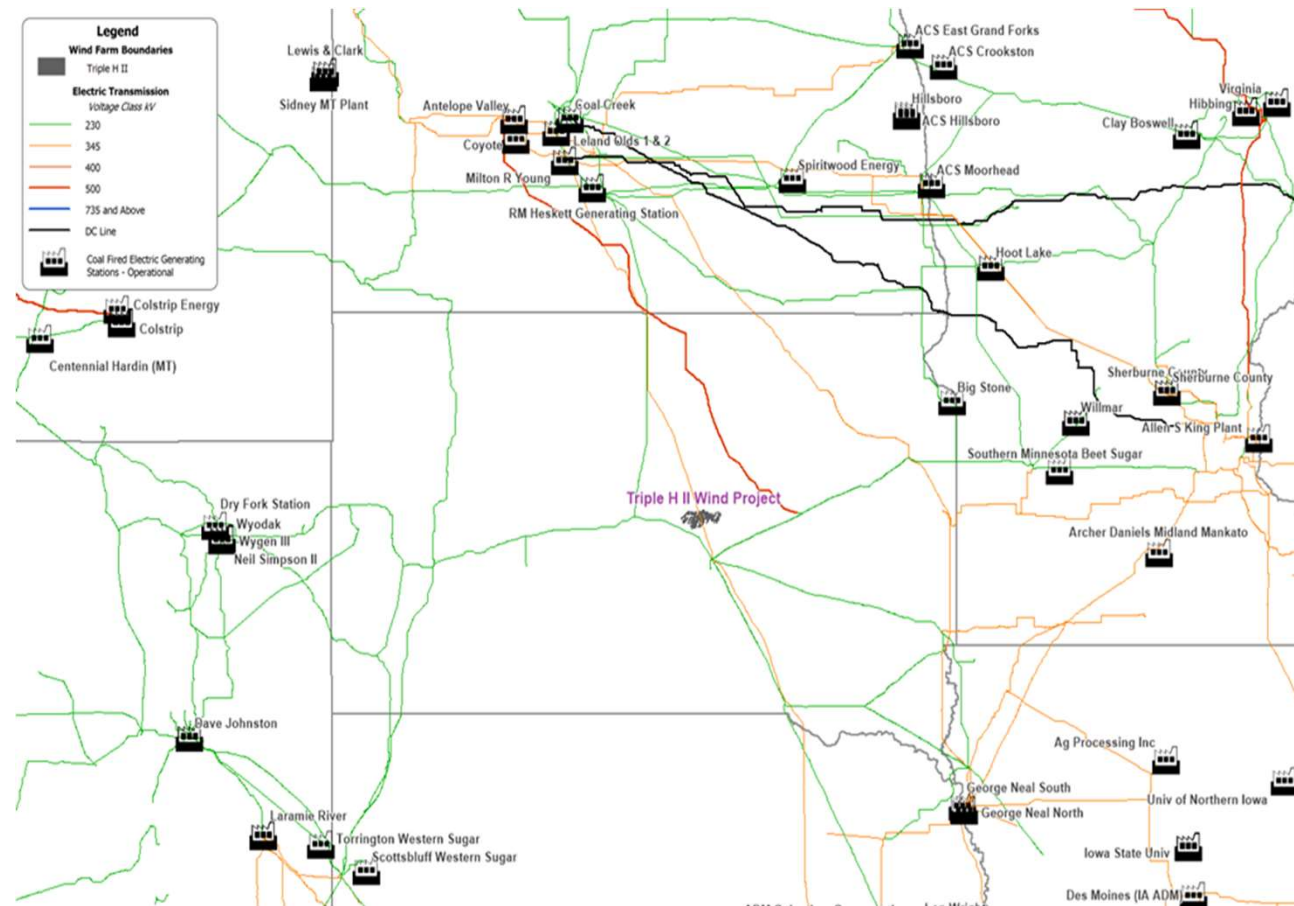 Legend
Wind Farm Boundaries
Triple H II
Electric Transmission
Voltage Class kV
230
345
400
500
735 and Above
DC Line
Coal Fired Electric Generating
Stations - Operational
Lewis & Clark
Sidney MT Plant
Antelope Valley
Coal Creek
Coyote
Leland Olds 1 & 2
Milton R Young
RM Heskett Generating Station
ACS East Grand Forks
ACS Crookston
Hillsboro
ACS Hillsboro
Spiritwood Energy
ACS Moorhead
Hoot Lake
Virginia
Hibbing
Clay Boswell
Colstrip Energy
Colstrip
Centennial Hardin (MT)
Big Stone
Sherburne County
Sherburne County
Willmar
Allen S King Plant
Southern Minnesota Beet Sugar
Triple H II Wind Project
Dry Fork Station
Wyodak
Wygen III
Neil Simpson II
Archer Daniels Midland Mankato
Dave Johnston
Ag Processing Inc
George Neal South
George Neal North
Univ of Northern Iowa
Laramie River
Torrington Western Sugar
Scottsbluff Western Sugar
Iowa State Univ
Des Moines (IA ADM)